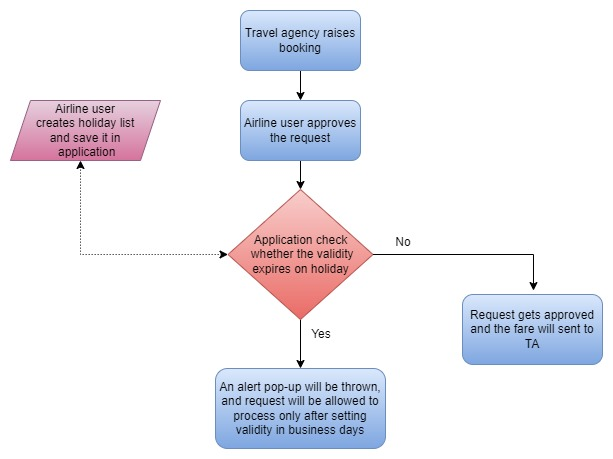 Travel agency raises
booking
Airline user
creates holiday list
and save it in
application
Airline user approves
the request
Application check
whether the validity
expires on holiday
No
Request gets approved
and the fare will sent to
TA
Yes
An alert pop-up will be thrown,
and request will be allowed to
process only after setting
validity in business days